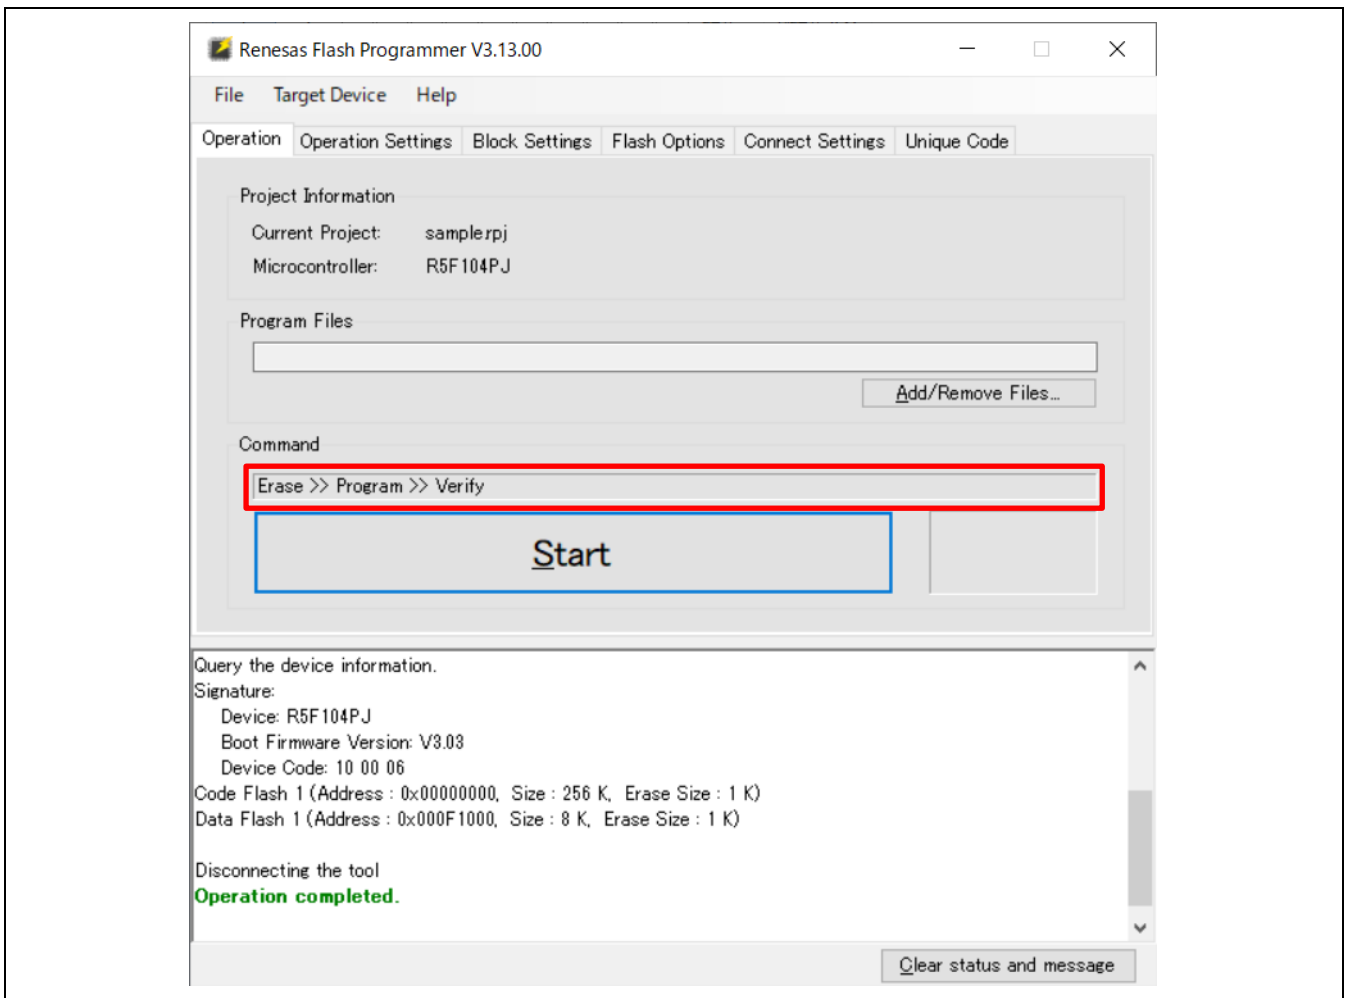 Renesas Flash Programmer V3.13.00
File Target Device Help
Operation Operation Settings Block Settings Flash Options Connect Settings Unique Code
Project Information
Current Project: sample.rpj
Microcontroller: R5F104PJ
Program Files
Add/Remove Files...
Command
Erase >> Program >> Verify
Start
Query the device information.
Signature:
Device: R5F104PJ
Boot Firmware Version: V3.03
Device Code: 10 00 06
Code Flash 1 (Address : 0x00000000, Size : 256 K, Erase Size : 1 K)
Data Flash 1 (Address : 0x000F1000, Size : 8 K, Erase Size : 1 K)
Disconnecting the tool
Operation completed.
Clear status and message